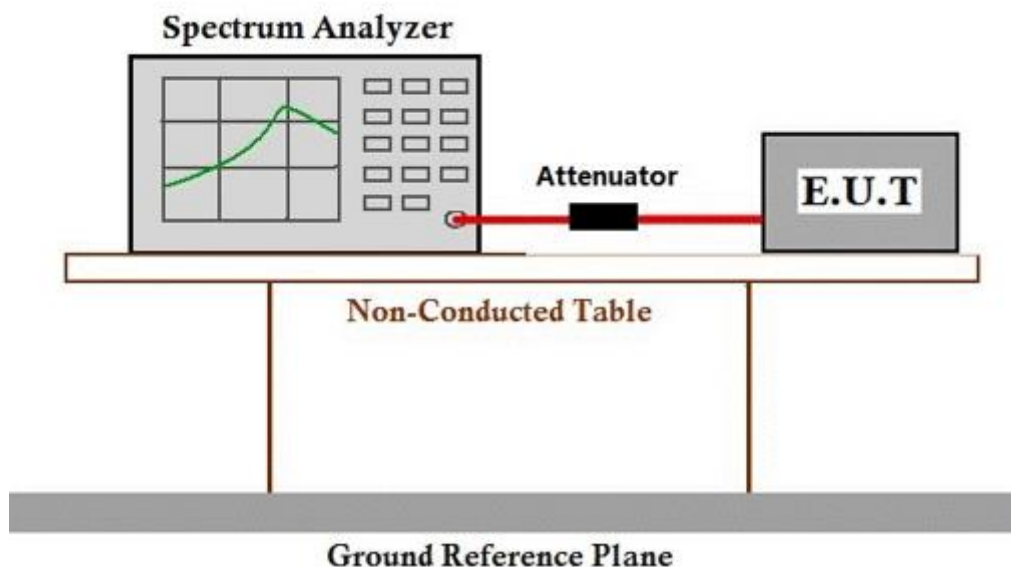 Spectrum Analyzer
Attenuator
E.U.T
Non-Conducted Table
Ground Reference Plane